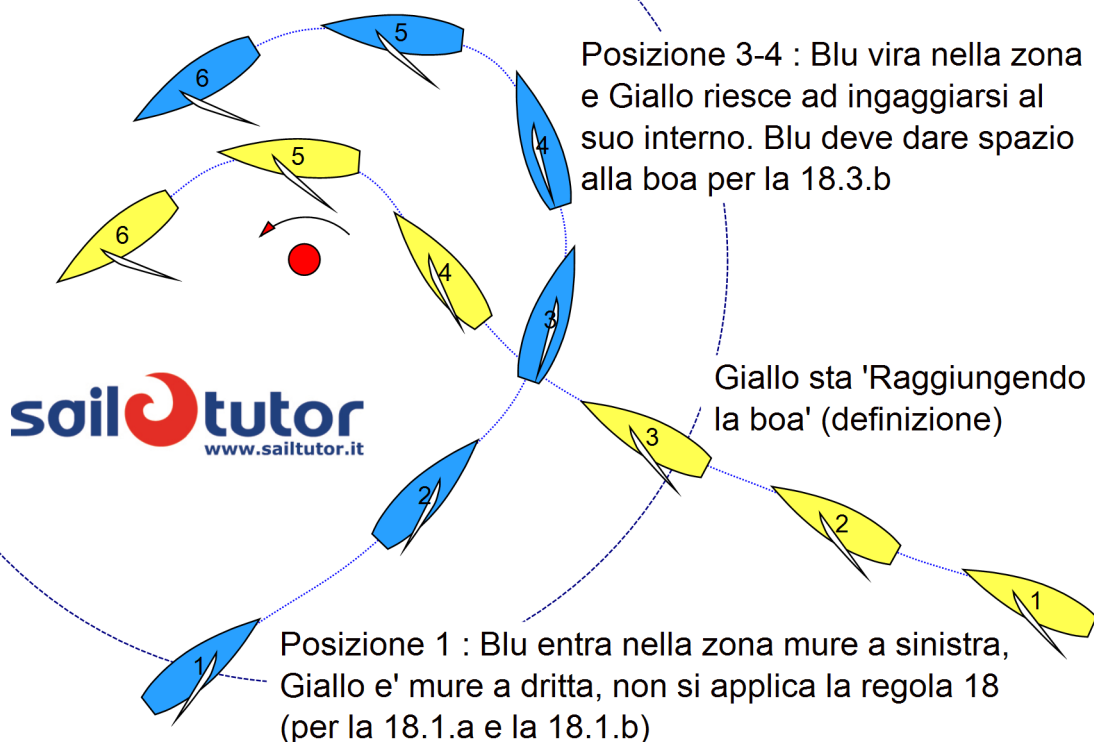 Posizione 3-4 : Blu vira nella zona
e Giallo riesce ad ingaggiarsi al
suo interno. Blu deve dare spazio
alla boa per la 18.3.b
5
6
4
5
6
4
3
Giallo sta 'Raggiungendo
la boa' (definizione)
3
sailtutor
www.sailtutor.it
2
2
1
1
Posizione 1 : Blu entra nella zona mure a sinistra,
Giallo e' mure a dritta, non si applica la regola 18
(per la 18.1.a e la 18.1.b)